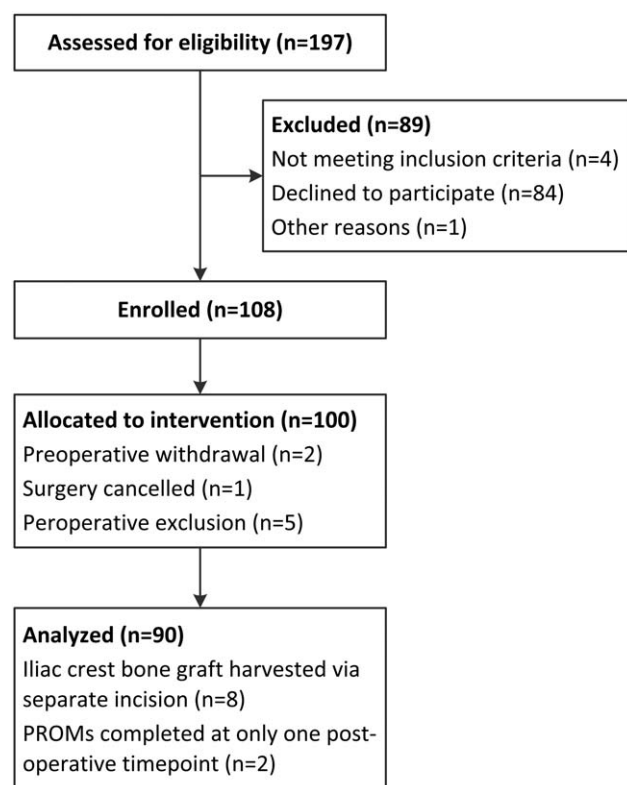 Assessed for eligibility (n=197)
Excluded (n=89)
Not meeting inclusion criteria (n=4)
Declined to participate (n=84)
Other reasons (n=1)
Enrolled (n=108)
Allocated to intervention (n=100)
Preoperative withdrawal (n=2)
Surgery cancelled (n=1)
Peroperative exclusion (n=5)
Analyzed (n=90)
Iliac crest bone graft harvested via
separate incision (n=8)
PROMs completed at only one post-
operative timepoint (n=2)